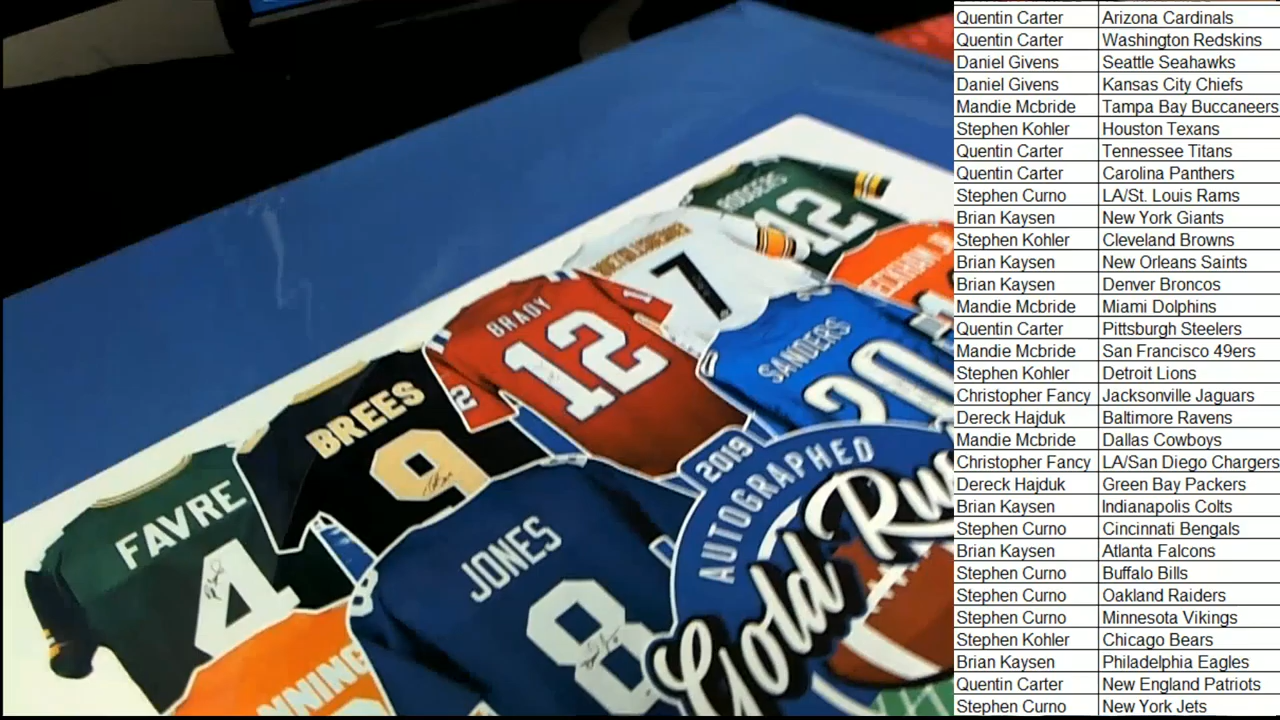 RODGERS
12
7
BRADY
12
12
SANDERS
20
BREES
9
2019
AUTOGRAPHED
FAVRE
4
JONES
8
Gold Ru
NNING
Quentin Carter Arizona Cardinals
Quentin Carter Washington Redskins
Daniel Givens Seattle Seahawks
Daniel Givens Kansas City Chiefs
Mandie Mcbride Tampa Bay Buccaneers
Stephen Kohler Houston Texans
Quentin Carter Tennessee Titans
Quentin Carter Carolina Panthers
Stephen Curno LA/St. Louis Rams
Brian Kaysen New York Giants
Stephen Kohler Cleveland Browns
Brian Kaysen New Orleans Saints
Brian Kaysen Denver Broncos
Mandie Mcbride Miami Dolphins
Quentin Carter Pittsburgh Steelers
Mandie Mcbride San Francisco 49ers
Stephen Kohler Detroit Lions
Christopher Fancy Jacksonville Jaguars
Dereck Hajduk Baltimore Ravens
Mandie Mcbride Dallas Cowboys
Christopher Fancy LA/San Diego Chargers
Dereck Hajduk Green Bay Packers
Brian Kaysen Indianapolis Colts
Stephen Curno Cincinnati Bengals
Brian Kaysen Atlanta Falcons
Stephen Curno Buffalo Bills
Stephen Curno Oakland Raiders
Stephen Curno Minnesota Vikings
Stephen Kohler Chicago Bears
Brian Kaysen Philadelphia Eagles
Quentin Carter New England Patriots
Stephen Curno New York Jets